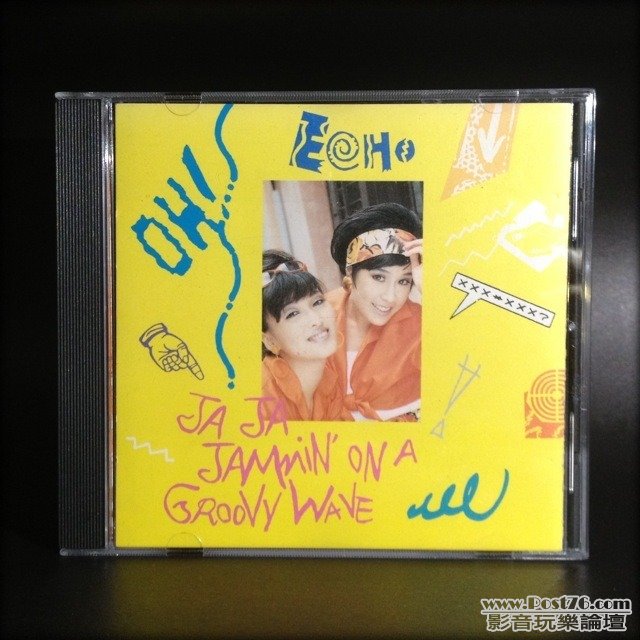 ECHO
OH!
XXX&XXX?
JA JA
JAMMIN' ON A
GROOVY WAVE
www.Post76.com
影音玩樂論壇